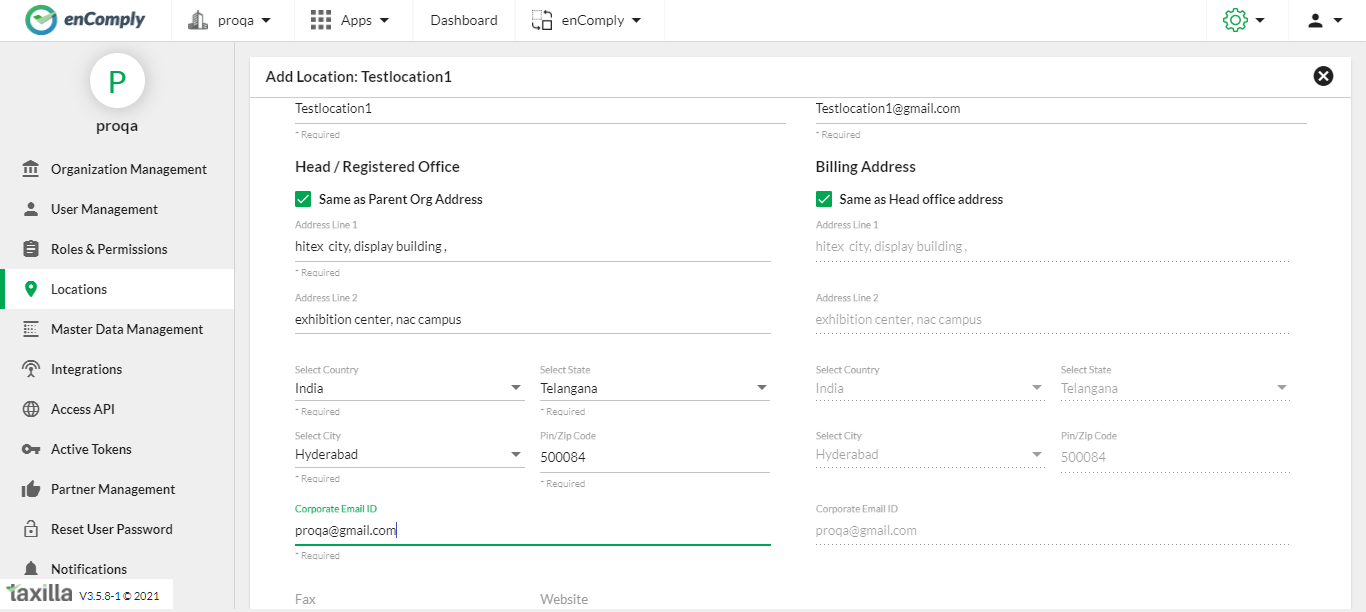 enComply proqa Apps Dashboard enComply
P
proqa
Organization Management
User Management
Roles & Permissions
Locations
Master Data Management
Integrations
Access API
Active Tokens
Partner Management
Reset User Password
Notifications
taxilla V3.5.8-1 © 2021
Add Location: Testlocation1
Testlocation1 Testlocation1@gmail.com
* Required * Required
Head / Registered Office Billing Address
Same as Parent Org Address Same as Head office address
Address Line 1 Address Line 1
hitex city, display building , hitex city, display building ,
* Required
Address Line 2 Address Line 2
exhibition center, nac campus exhibition center, nac campus
Select Country Select State Select Country Select State
India Telangana India Telangana
* Required * Required
Select City Pin/Zip Code Select City Pin/Zip Code
Hyderabad 500084 Hyderabad 500084
* Required * Required
Corporate Email ID Corporate Email ID
proqa@gmail.com proqa@gmail.com
* Required
Fax Website